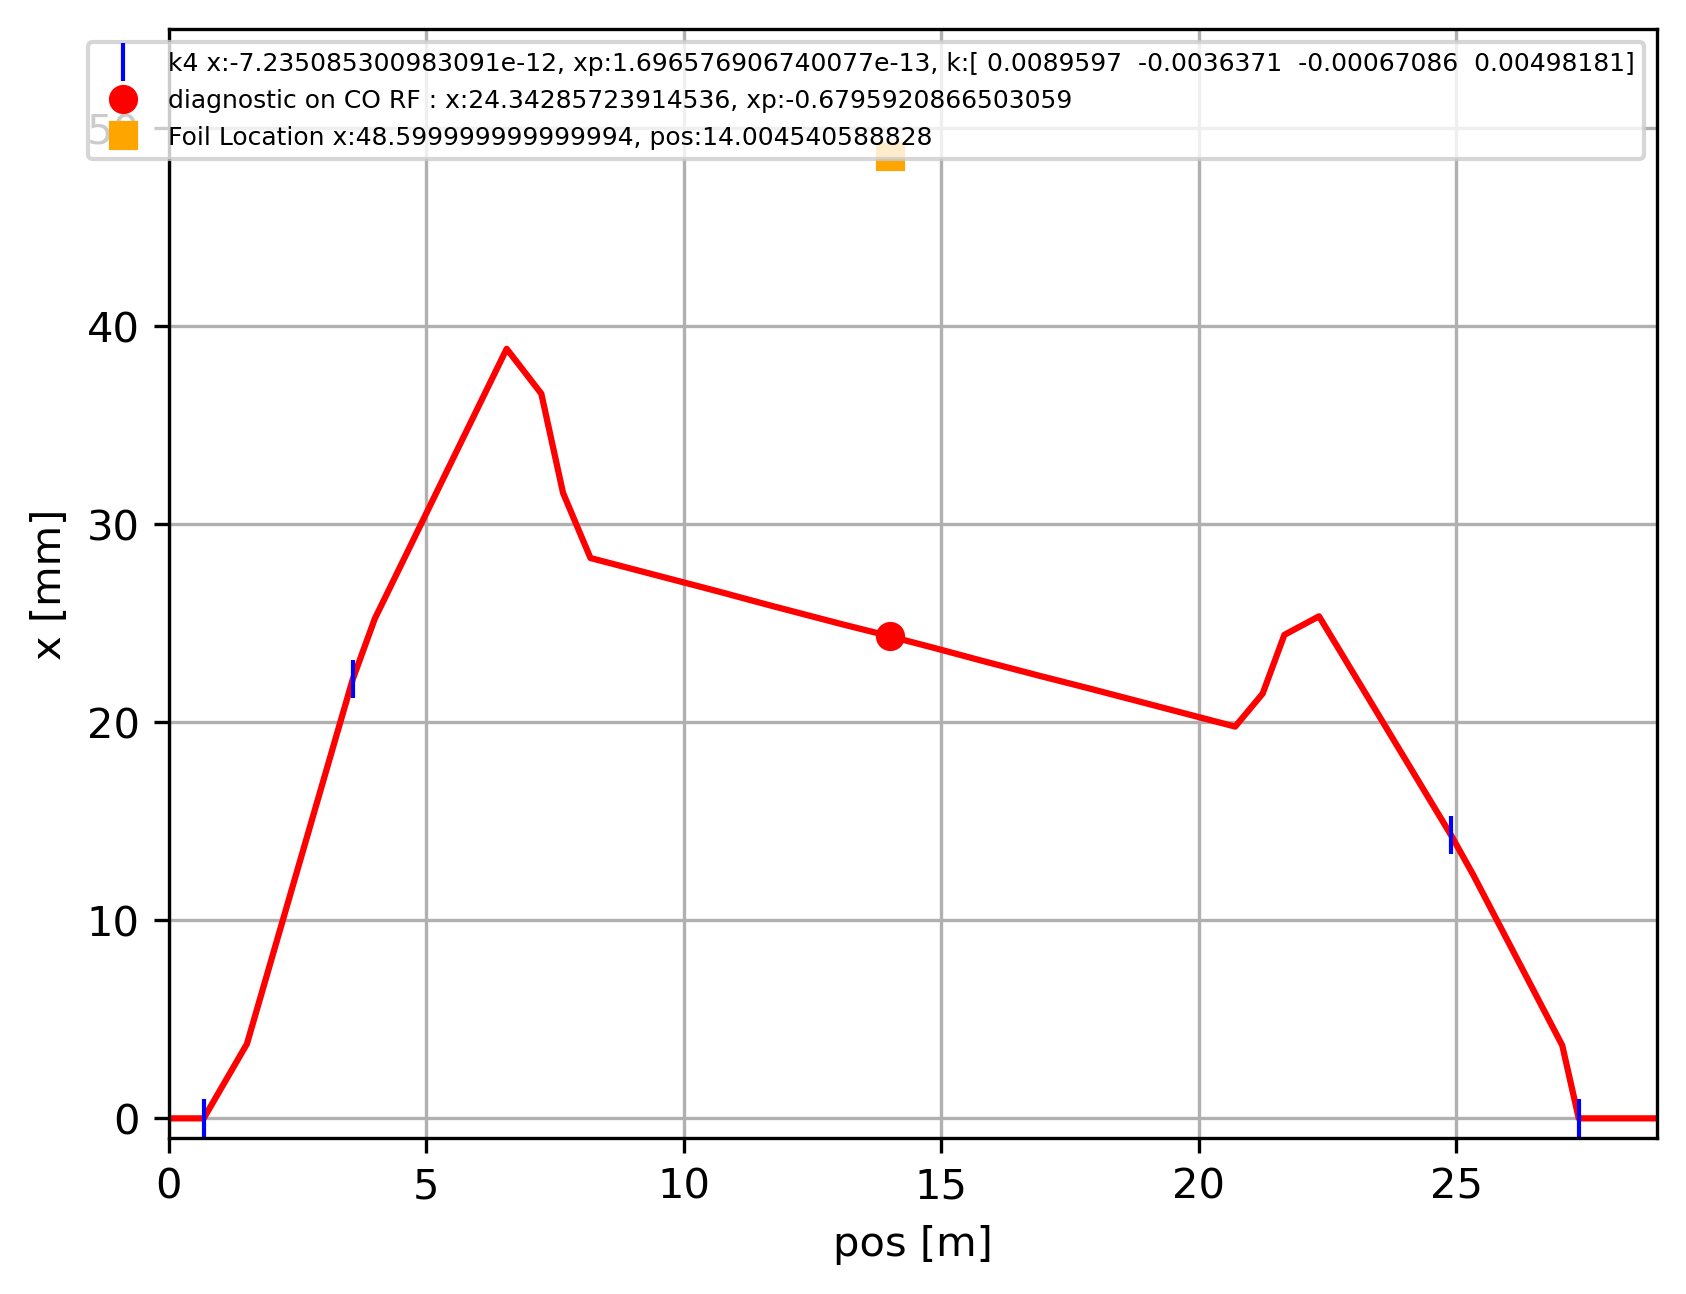 k4 x:-7.235085300983091e-12, xp:1.696576906740077e-13, k:[ 0.0089597 -0.0036371 -0.00067086 0.00498181]
diagnostic on CO RF : x:24.34285723914536, xp:-0.6795920866503059
50
Foil Location x:48.599999999999994, pos:14.004540588828
40
30
x [mm]
20
10
0
0 5 10 15 20 25
pos [m]